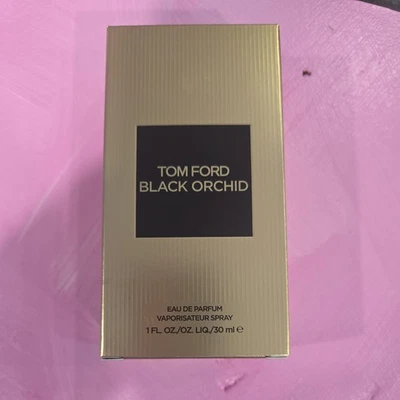 TOM FORD
BLACK ORCHID
EAU DE PARFUM
VAPORISATEUR SPRAY
1 FL. OZ./OZ. LIQ./30 ml ℮